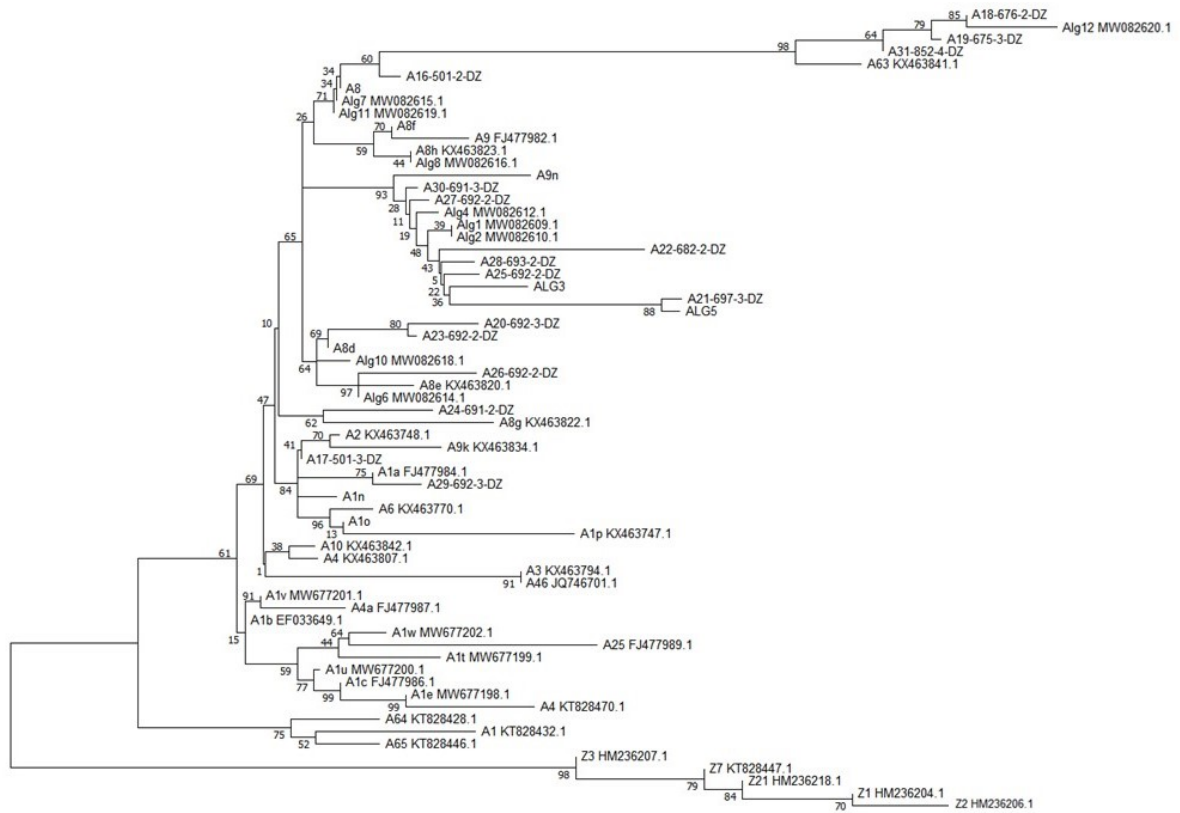 85 A18-676-2-DZ
79 Alg12 MW082620.1
64 A19-675-3-DZ
98 A31-852-4-DZ
60 A63 KX463841.1
34 A16-501-2-DZ
34 A8
71 Alg7 MW082615.1
Alg11 MW082619.1
26 70 A8f
A9 FJ477982.1
59 A8h KX463823.1
44 Alg8 MW082616.1
A9n
93 A30-691-3-DZ
28 A27-692-2-DZ
11 Alg4 MW082612.1
39 Alg1 MW082609.1
19 Alg2 MW082610.1
65 48 A22-682-2-DZ
43 A28-693-2-DZ
5 A25-692-2-DZ
22 ALG3
36 A21-697-3-DZ
88 ALG5
10 80 A20-692-3-DZ
69 A23-692-2-DZ
A8d
64 Alg10 MW082618.1
A26-692-2-DZ
97 A8e KX463820.1
Alg6 MW082614.1
47 A24-691-2-DZ
62 A8g KX463822.1
70 A2 KX463748.1
41 A9k KX463834.1
A17-501-3-DZ
75 A1a FJ477984.1
69 84 A29-692-3-DZ
A1n
A6 KX463770.1
96 A1o
13 A1p KX463747.1
38 A10 KX463842.1
61 A4 KX463807.1
1 A3 KX463794.1
91 A46 JQ746701.1
91 A1v MW677201.1
A4a FJ477987.1
A1b EF033649.1
15 64 A1w MW677202.1
44 A25 FJ477989.1
A1t MW677199.1
59 A1u MW677200.1
77 A1c FJ477986.1
99 A1e MW677198.1
99 A4 KT828470.1
A64 KT828428.1
75 A1 KT828432.1
52 A65 KT828446.1
Z3 HM236207.1
98 Z7 KT828447.1
79 Z21 HM236218.1
84 Z1 HM236204.1
70 Z2 HM236206.1